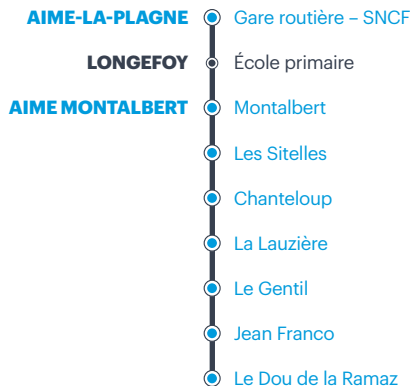 AIME-LA-PLAGNE Gare routière – SNCF
LONGEFOY École primaire
AIME MONTALBERT Montalbert
Les Sitelles
Chanteloup
La Lauzière
Le Gentil
Jean Franco
Le Dou de la Ramaz